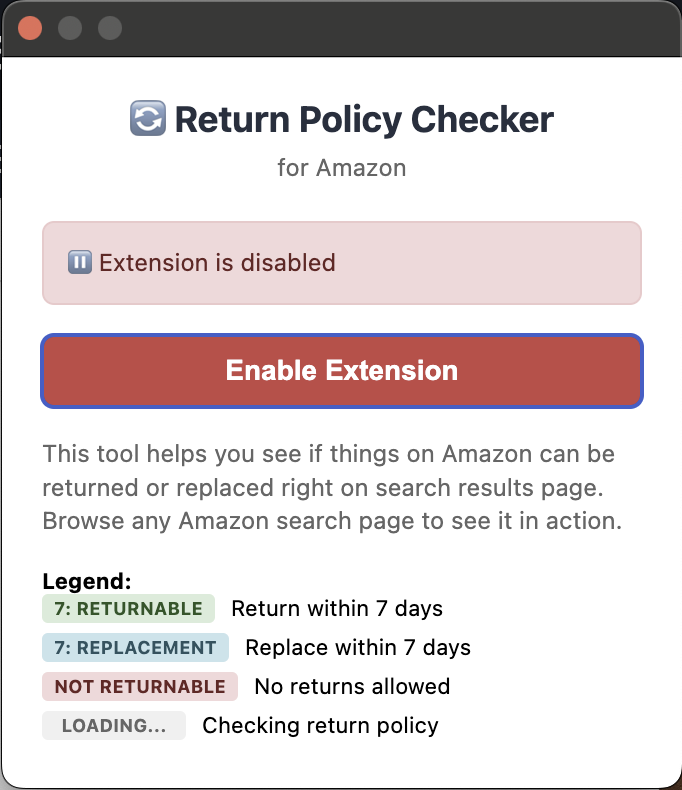 Return Policy Checker
for Amazon
Extension is disabled
Enable Extension
This tool helps you see if things on Amazon can be
returned or replaced right on search results page.
Browse any Amazon search page to see it in action.
Legend:
7: RETURNABLE Return within 7 days
7: REPLACEMENT Replace within 7 days
NOT RETURNABLE No returns allowed
LOADING... Checking return policy